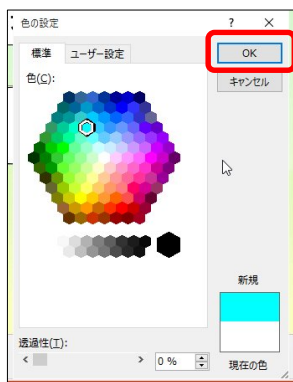 色の設定
? ×
標準 ユーザー設定
OK
キャンセル
色(C):
新規
透過性(T):
< > 0 %
現在の色